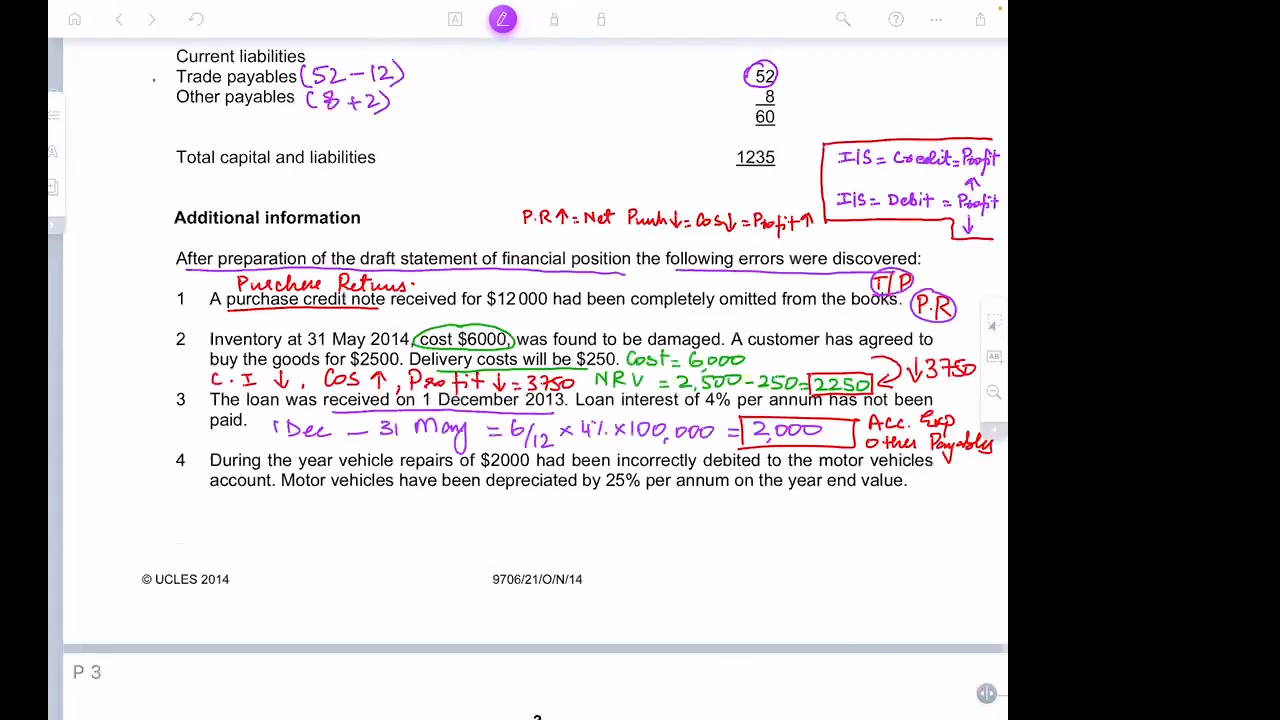 Current liabilities
Trade payables (52 - 12) 52
Other payables (8 + 2) 8
60
Total capital and liabilities 1235
I/S = Credit = Profit ↑
I/S = Debit = Profit ↓
Additional information
P.R ↑ = Net Purch ↓ = Cos ↓ = Profit ↑
After preparation of the draft statement of financial position the following errors were discovered:
Purchase Returns.
T/P
1 A purchase credit note received for $12 000 had been completely omitted from the books.
P.R
2 Inventory at 31 May 2014, cost $6000, was found to be damaged. A customer has agreed to
buy the goods for $2500. Delivery costs will be $250. Cost = 6,000
↓ 3750
C.I ↓, Cos ↑, Profit ↓ = 3750 NRV = 2,500 - 250 = 2250
3 The loan was received on 1 December 2013. Loan interest of 4% per annum has not been
paid.
1 Dec — 31 May = 6/12 × 4% × 100,000 = 2,000
Acc. Exp
Other Payables
4 During the year vehicle repairs of $2000 had been incorrectly debited to the motor vehicles
account. Motor vehicles have been depreciated by 25% per annum on the year end value.
© UCLES 2014 9706/21/O/N/14
P 3